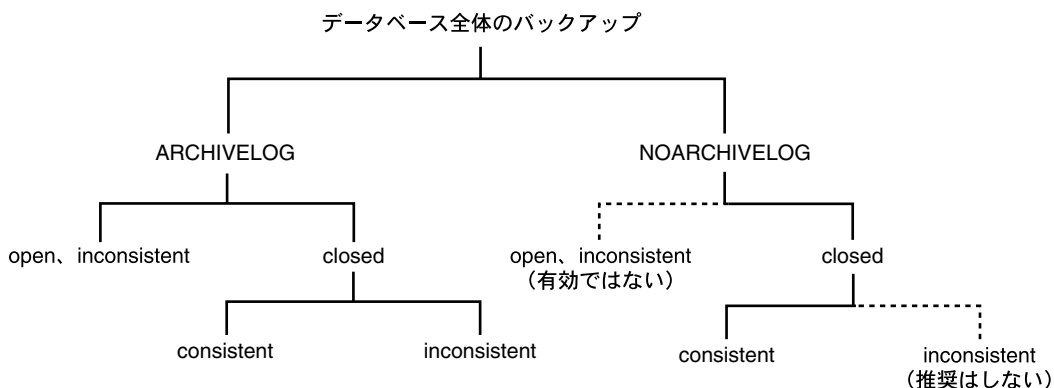 データベース全体のバックアップ
ARCHIVELOG
NOARCHIVELOG
open、inconsistent
closed
open、inconsistent
（有効ではない）
closed
consistent
inconsistent
consistent
inconsistent
（推奨はしない）